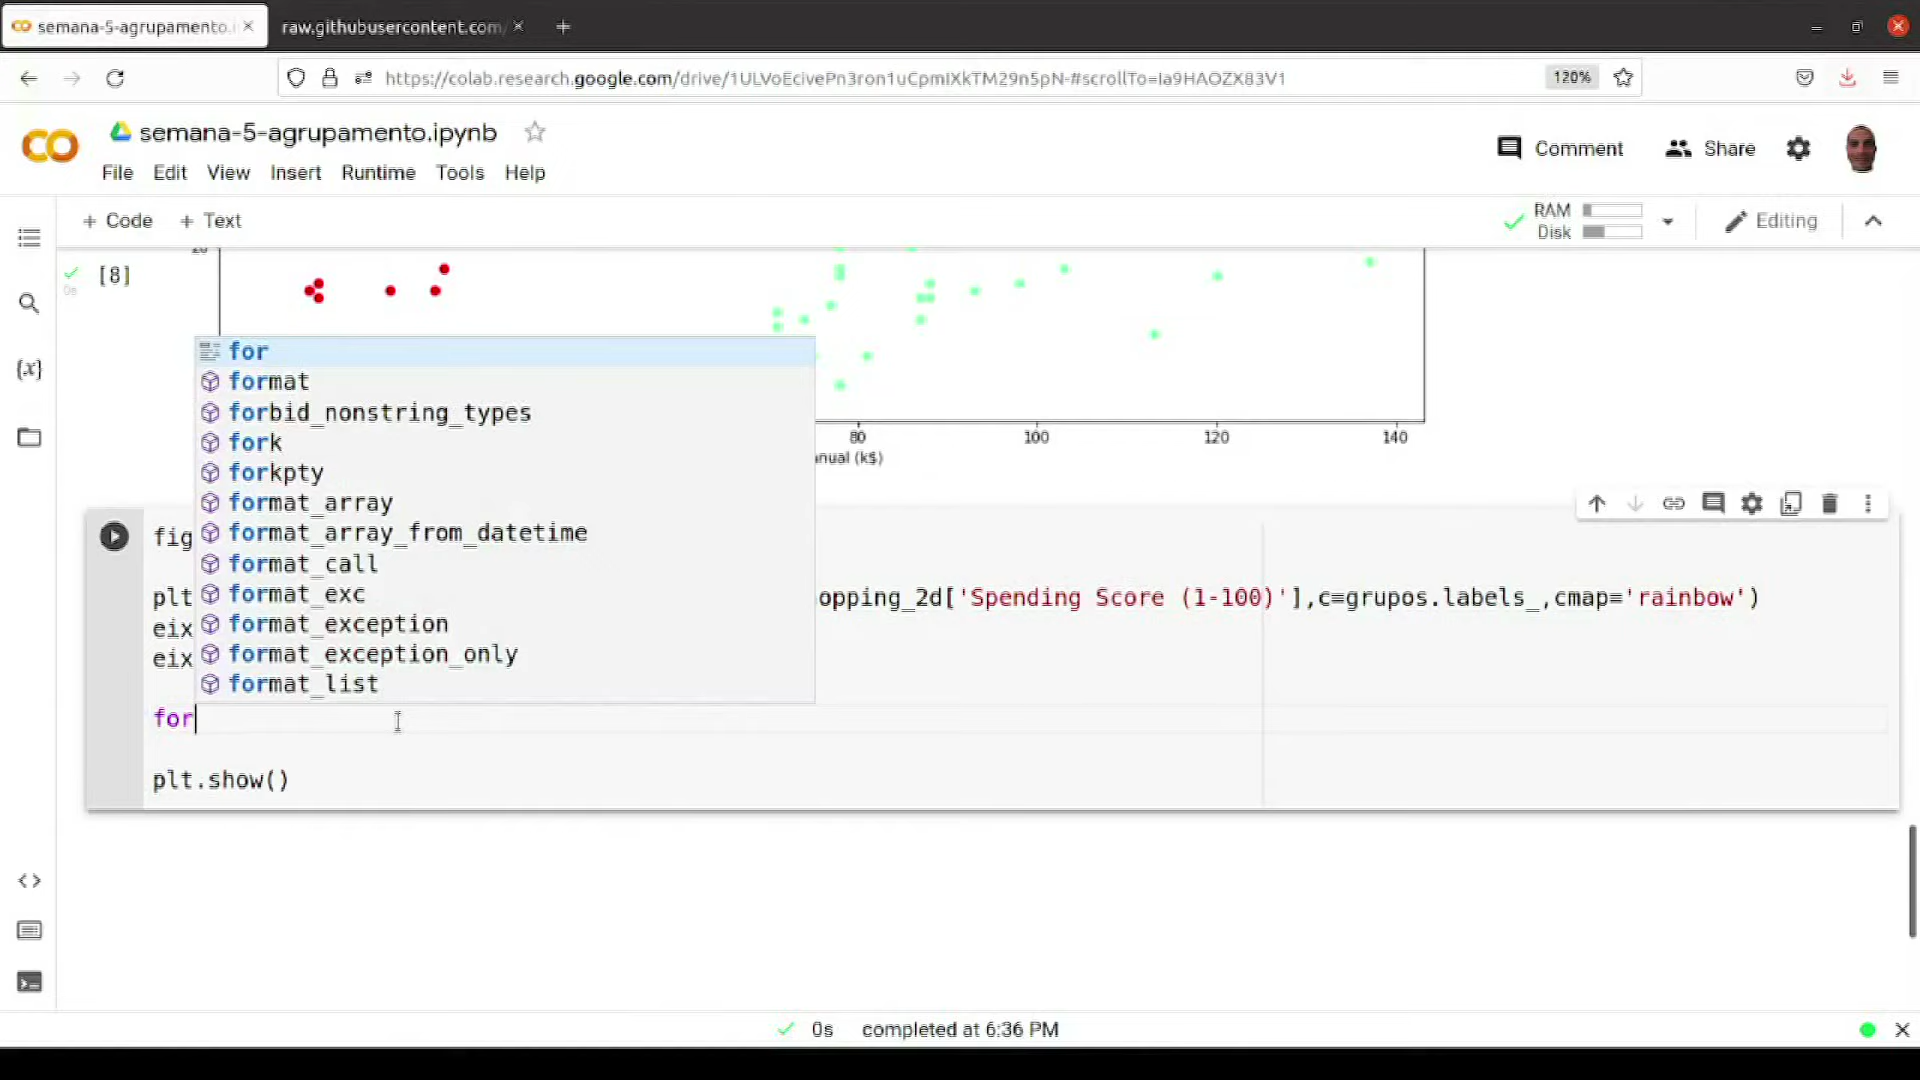 semana-5-agrupamento.
raw.githubusercontent.com/
https://colab.research.google.com/drive/1ULVoEcivePn3ron1uCpmIXkTM29n5pN-#scrollTo=Ia9HAOZX83V1
120%
semana-5-agrupamento.ipynb
File Edit View Insert Runtime Tools Help
Comment
Share
+ Code + Text
RAM
Disk
Editing
[8]
0s
80 100 120 140
anual (k$)
for
format
forbid_nonstring_types
fork
forkpty
format_array
format_array_from_datetime
format_call
format_exc
format_exception
format_exception_only
format_list
fig
plt opping_2d['Spending Score (1-100)'],c=grupos.labels_,cmap='rainbow')
eix
eix
for
plt.show()
0s completed at 6:36 PM